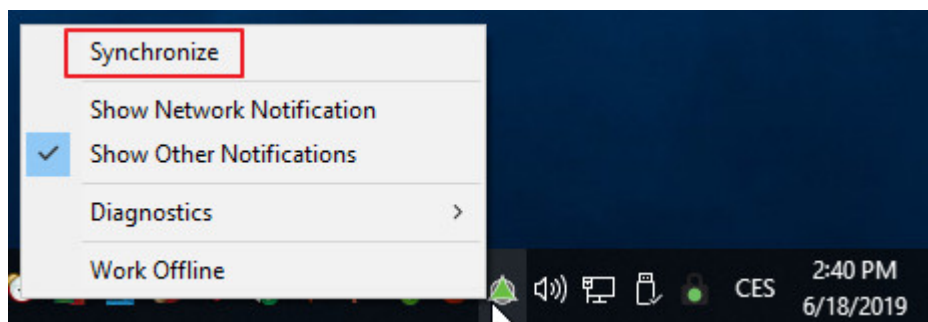 Synchronize
Show Network Notification
Show Other Notifications
Diagnostics
Work Offline
CES
2:40 PM
6/18/2019